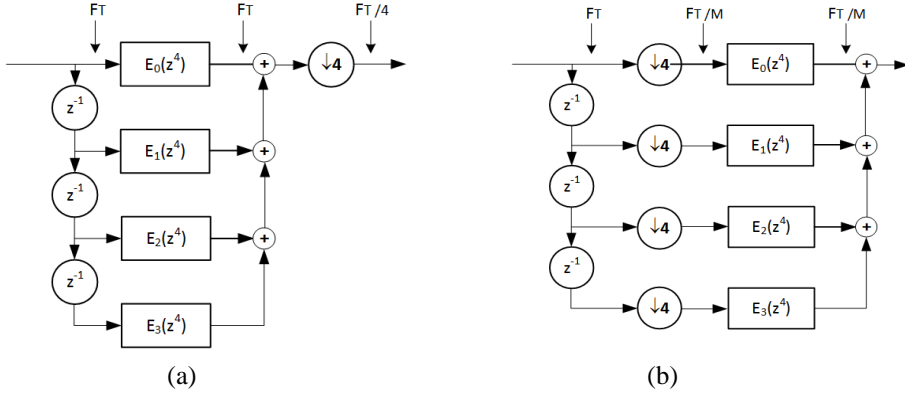 FT FT FT/4
E₀(z⁴) + ↓4
z⁻¹
E₁(z⁴) +
z⁻¹
E₂(z⁴) +
z⁻¹
E₃(z⁴)
(a)
FT FT/M FT/M
↓4 E₀(z⁴) +
z⁻¹
↓4 E₁(z⁴) +
z⁻¹
↓4 E₂(z⁴) +
z⁻¹
↓4 E₃(z⁴)
(b)